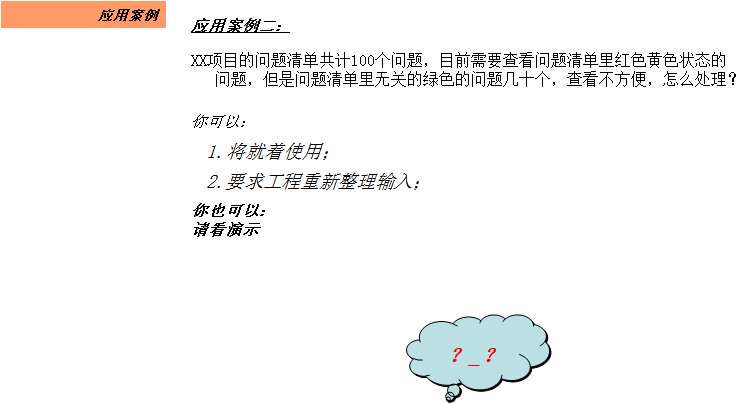 应用案例
应用案例二：
XX项目的问题清单共计100个问题，目前需要查看问题清单里红色黄色状态的
问题，但是问题清单里无关的绿色的问题几十个，查看不方便，怎么处理？
你可以：
1.将就着使用；
2.要求工程重新整理输入；
你也可以：
请看演示
？_？